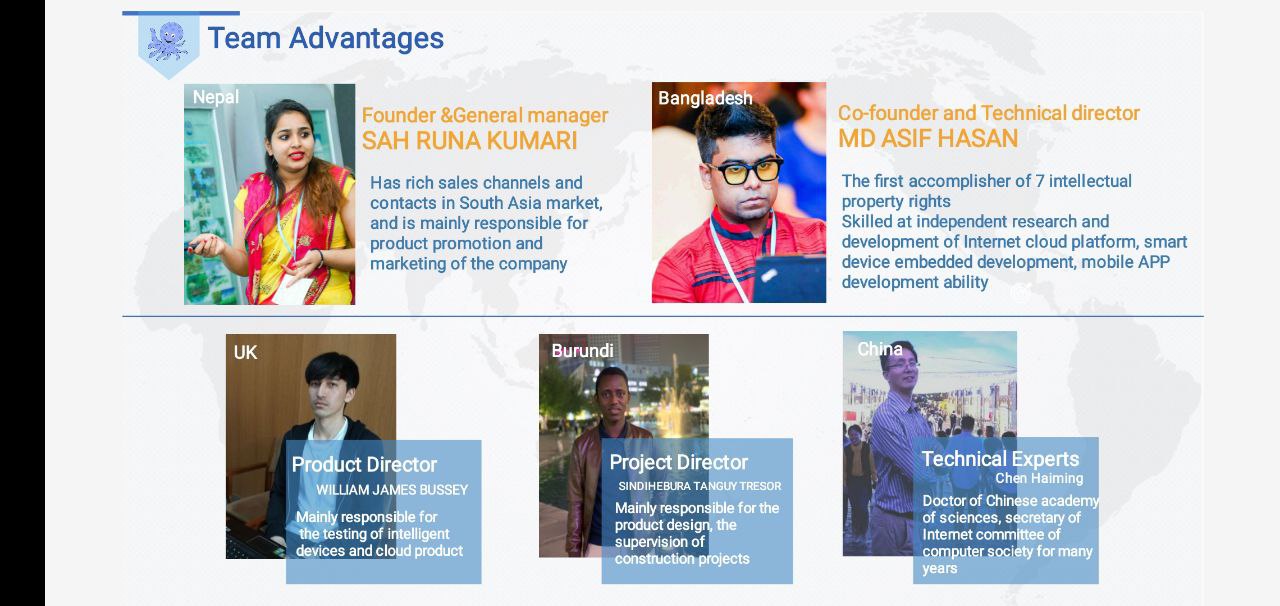 Team Advantages
Nepal
Founder &General manager
SAH RUNA KUMARI
Has rich sales channels and
contacts in South Asia market,
and is mainly responsible for
product promotion and
marketing of the company
Bangladesh
Co-founder and Technical director
MD ASIF HASAN
The first accomplisher of 7 intellectual
property rights
Skilled at independent research and
development of Internet cloud platform, smart
device embedded development, mobile APP
development ability
UK
Product Director
WILLIAM JAMES BUSSEY
Mainly responsible for
the testing of intelligent
devices and cloud product
Burundi
Project Director
SINDIHEBURA TANGUY TRESOR
Mainly responsible for the
product design, the
supervision of
construction projects
China
Technical Experts
Chen Haiming
Doctor of Chinese academy
of sciences, secretary of
Internet committee of
computer society for many
years